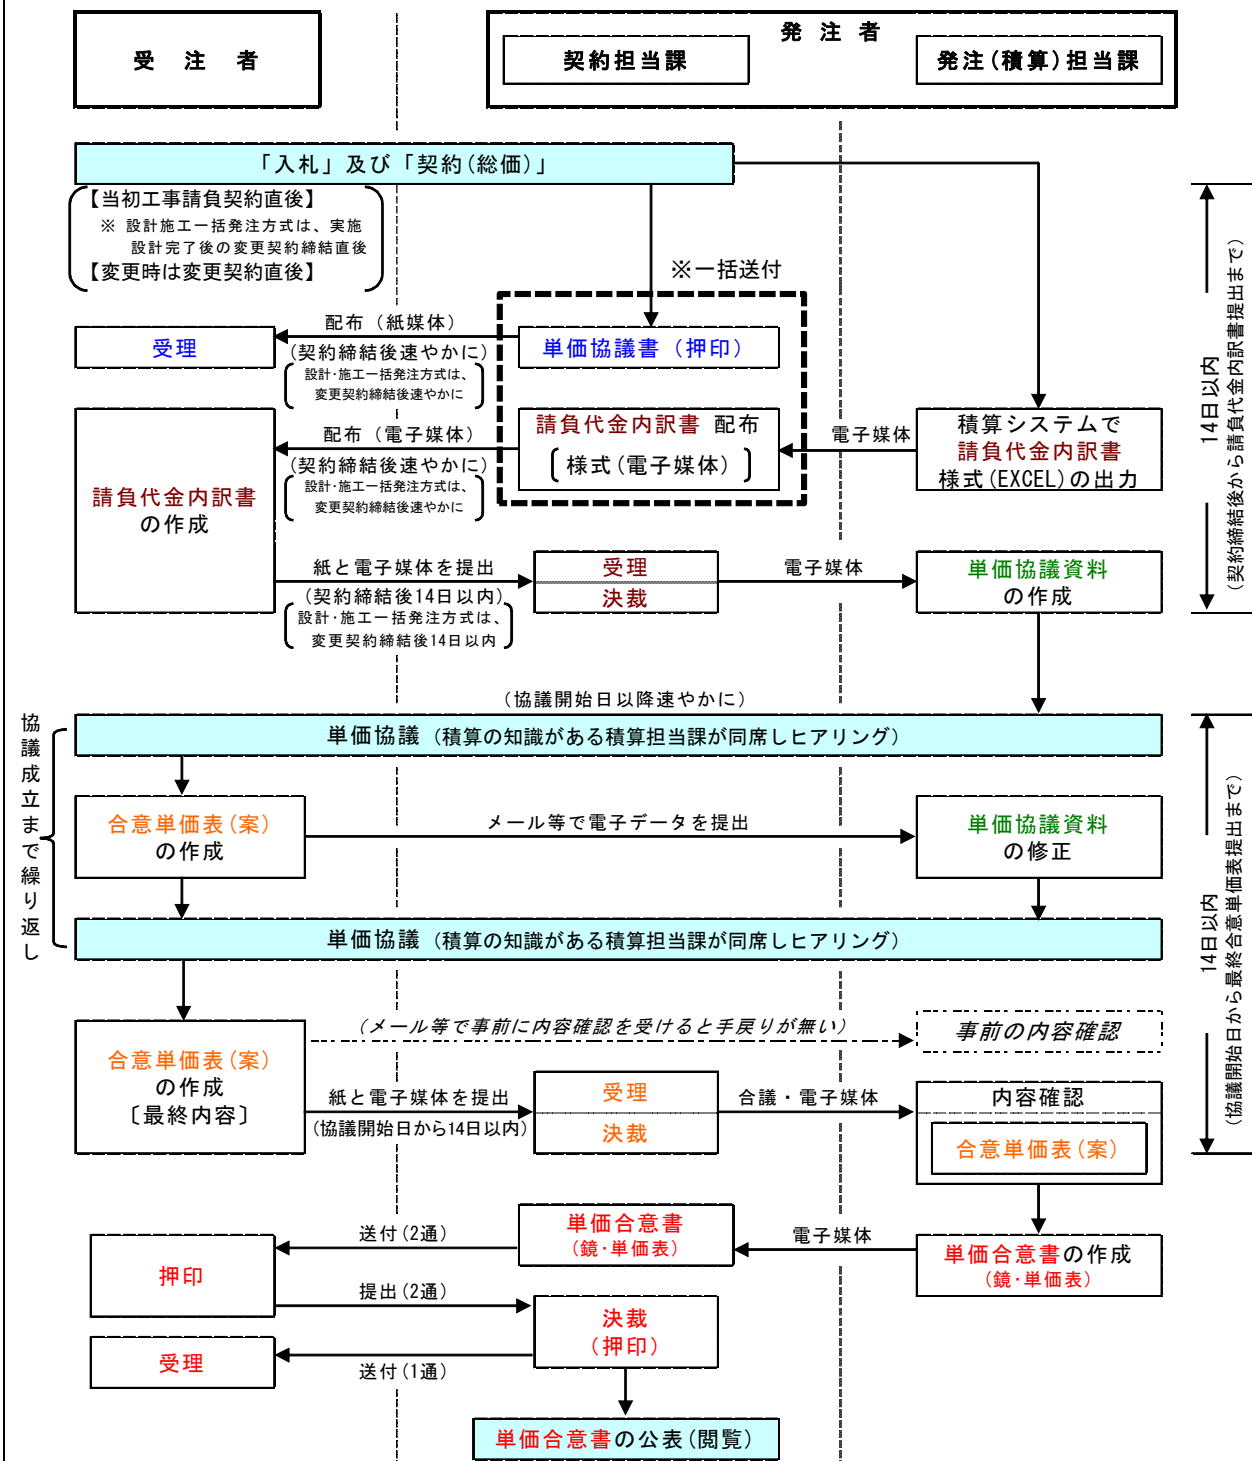 受 注 者
発 注 者
契約担当課
発注(積算)担当課
「入札」及び「契約(総価)」
【当初工事請負契約直後】
※ 設計施工一括発注方式は、実施
設計完了後の変更契約締結直後
【変更時は変更契約直後】
※一括送付
受理
配布（紙媒体）
(契約締結後速やかに)
設計・施工一括発注方式は、
変更契約締結後速やかに
単価協議書（押印）
請負代金内訳書
の作成
配布（電子媒体）
(契約締結後速やかに)
設計・施工一括発注方式は、
変更契約締結後速やかに
請負代金内訳書 配布
様式(電子媒体)
電子媒体
積算システムで
請負代金内訳書
様式(EXCEL)の出力
紙と電子媒体を提出
(契約締結後14日以内)
設計・施工一括発注方式は、
変更契約締結後14日以内
受理
決裁
電子媒体
単価協議資料
の作成
14日以内
(契約締結後から請負代金内訳書提出まで)
(協議開始日以降速やかに)
単価協議（積算の知識がある積算担当課が同席しヒアリング）
協議成立まで繰り返し
合意単価表(案)
の作成
メール等で電子データを提出
単価協議資料
の修正
単価協議（積算の知識がある積算担当課が同席しヒアリング）
14日以内
(協議開始日から最終合意単価表提出まで)
合意単価表(案)
の作成
〔最終内容〕
(メール等で事前に内容確認を受けると手戻りが無い)
事前の内容確認
紙と電子媒体を提出
(協議開始日から14日以内)
受理
決裁
合議・電子媒体
内容確認
合意単価表(案)
押印
送付(2通)
単価合意書
(鏡・単価表)
電子媒体
単価合意書の作成
(鏡・単価表)
提出(2通)
決裁
(押印)
受理
送付(1通)
単価合意書の公表(閲覧)